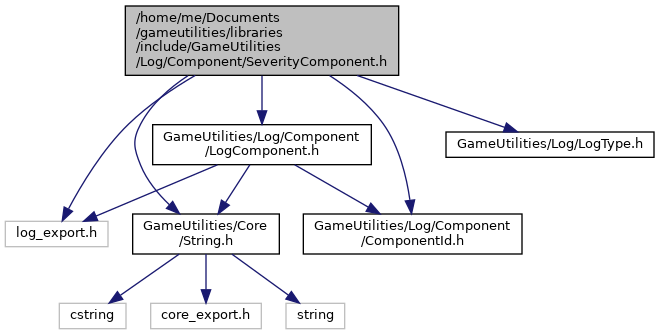 /home/me/Documents
/gameutilities/libraries
/include/GameUtilities
/Log/Component/SeverityComponent.h
GameUtilities/Log/Component
/LogComponent.h
GameUtilities/Log/LogType.h
log_export.h
GameUtilities/Core
/String.h
GameUtilities/Log/Component
/ComponentId.h
cstring
core_export.h
string